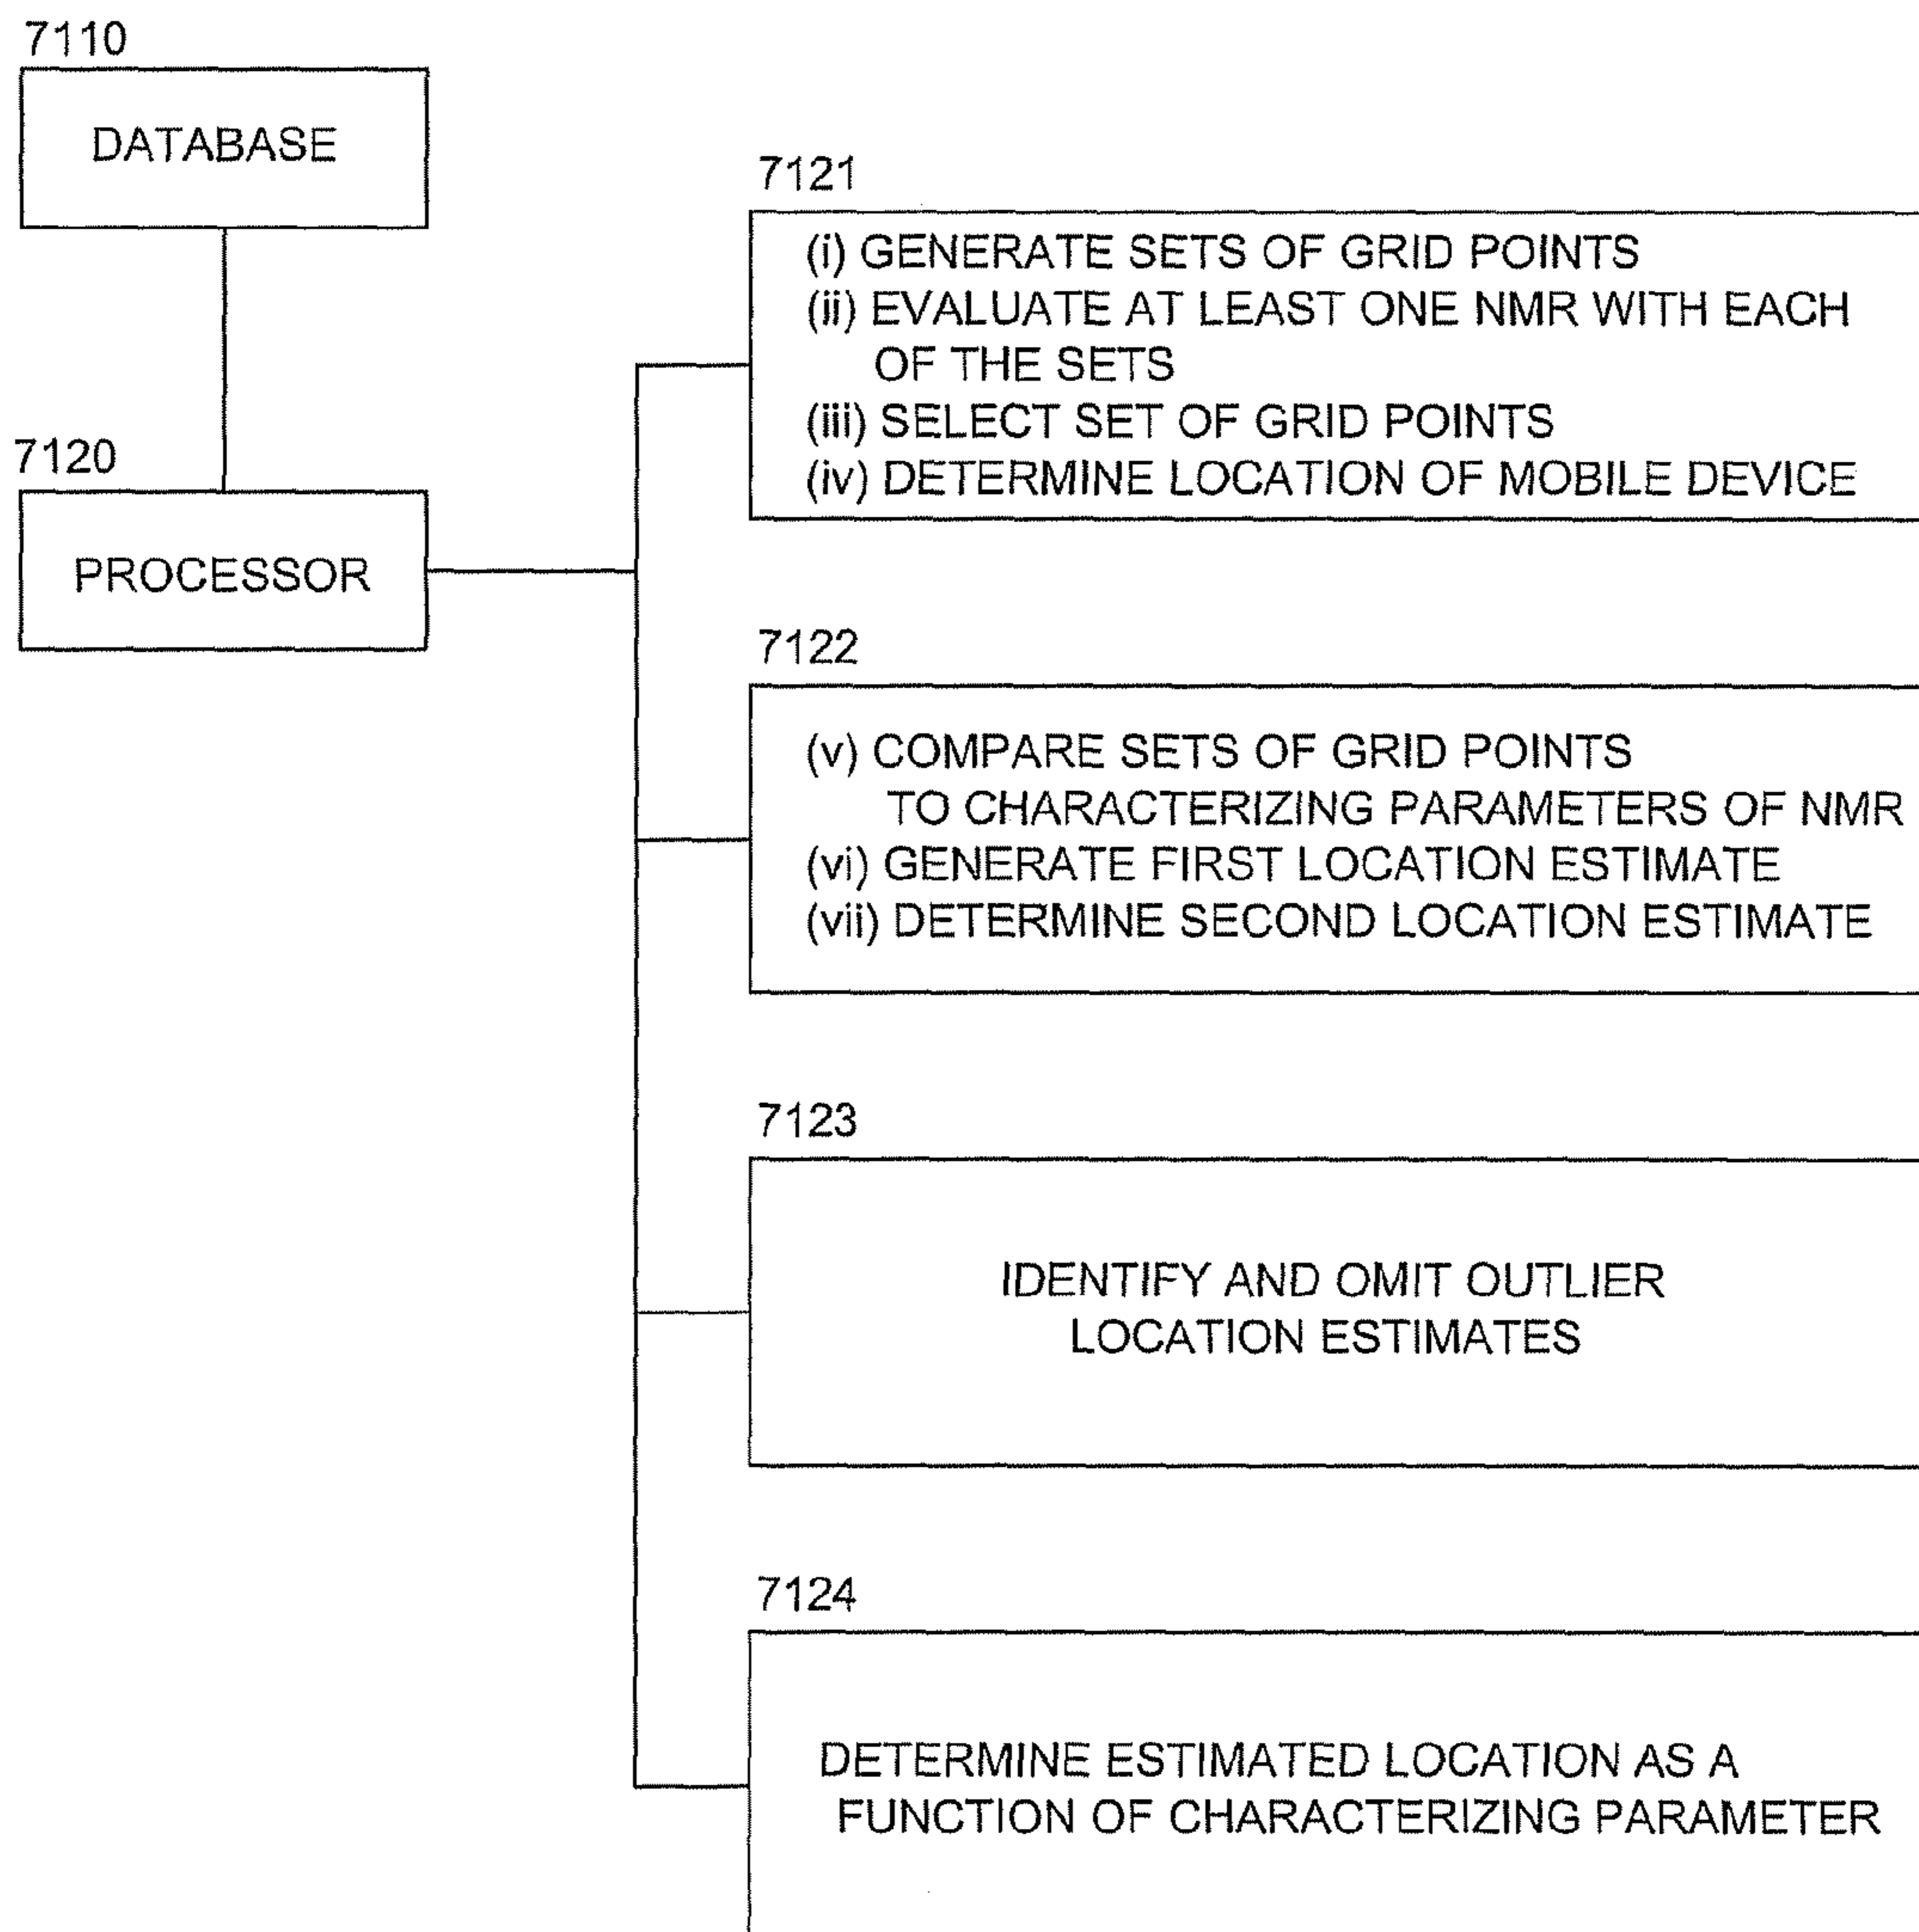 7110
DATABASE
7120
PROCESSOR
7121
(i) GENERATE SETS OF GRID POINTS
(ii) EVALUATE AT LEAST ONE NMR WITH EACH
OF THE SETS
(iii) SELECT SET OF GRID POINTS
(iv) DETERMINE LOCATION OF MOBILE DEVICE
7122
(v) COMPARE SETS OF GRID POINTS
TO CHARACTERIZING PARAMETERS OF NMR
(vi) GENERATE FIRST LOCATION ESTIMATE
(vii) DETERMINE SECOND LOCATION ESTIMATE
7123
IDENTIFY AND OMIT OUTLIER
LOCATION ESTIMATES
7124
DETERMINE ESTIMATED LOCATION AS A
FUNCTION OF CHARACTERIZING PARAMETER